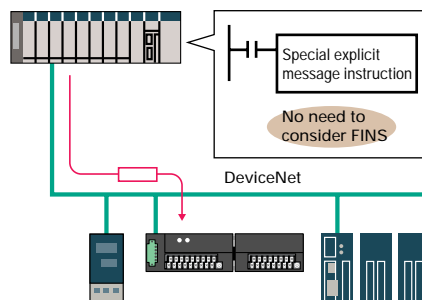 Special explicit
message instruction
No need to
consider FINS
DeviceNet